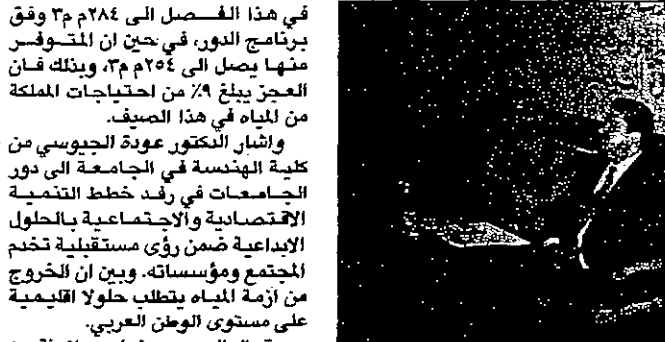 في هذا الفصل الى ٢٨٤م م٣ وفق
برنامج الدور، في حين ان المتوفر
منها يصل الى ٢٥٤م م٣، وبذلك فان
العجز يبلغ ٩٪ من احتياجات المملكة
من المياه في هذا الصيف.
واشار الدكتور عودة الجيوسي من
كلية الهندسة في الجامعة الى دور
الجامعات في رفد خطط التنمية
الاقتصادية والاجتماعية بالحلول
الابداعية ضمن رؤى مستقبلية تخدم
المجتمع ومؤسساته. وبين ان الخروج
من ازمة المياه يتطلب حلولا اقليمية
على مستوى الوطن العربي.